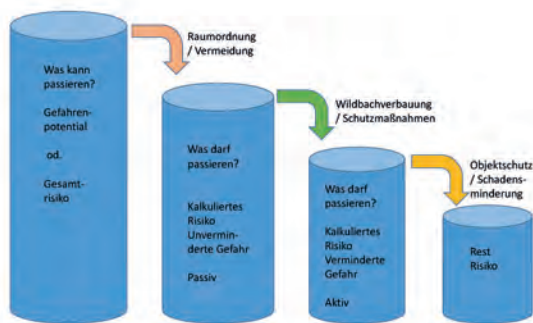 Was kann
passieren?
Gefahren-
potential
od.
Gesamt-
risiko
Raumordnung
/ Vermeidung
Was darf
passieren?
Kalkuliertes
Risiko
Unvermin-
derte Gefahr
Passiv
Wildbachverbauung
/ Schutzmaßnahmen
Was darf
passieren?
Kalkuliertes
Risiko
Verminderte
Gefahr
Aktiv
Objektschutz
/ Schadens-
minderung
Rest
Risiko